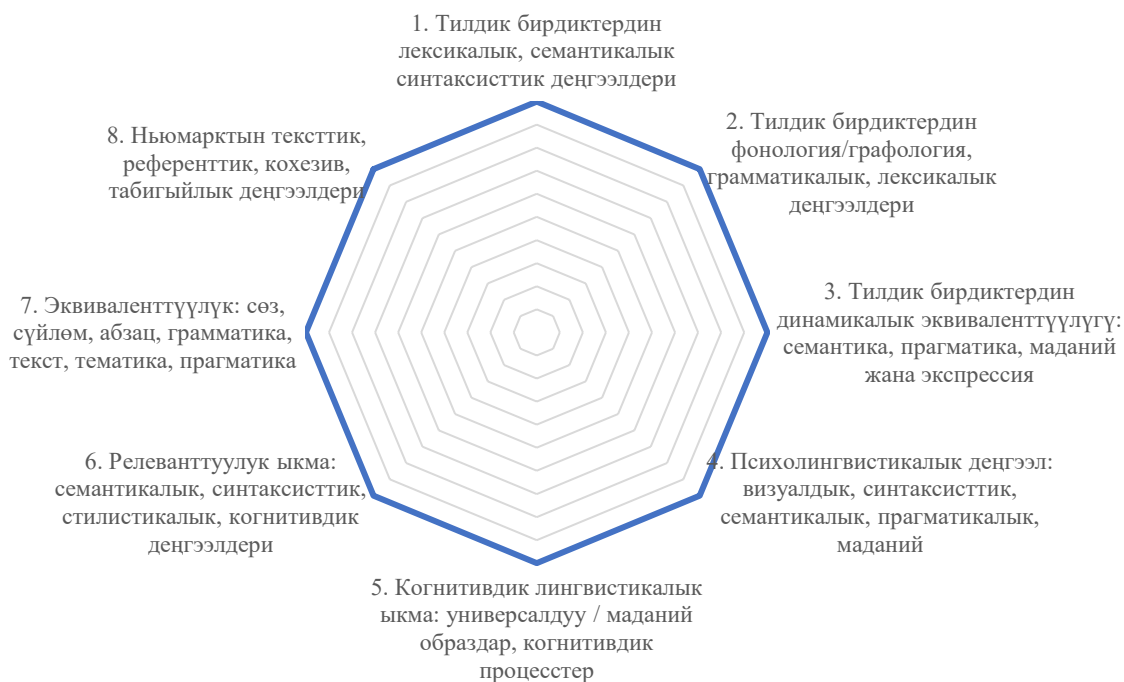 1. Тилдик бирдиктердин
лексикалык, семантикалык
синтаксисттик деңгээлдери
2. Тилдик бирдиктердин
фонология/графология,
грамматикалык, лексикалык
деңгээлдери
3. Тилдик бирдиктердин
динамикалык эквиваленттүүлүгү:
семантика, прагматика, маданий
жана экспрессия
4. Психолингвистикалык деңгээл:
визуалдык, синтаксисттик,
семантикалык, прагматикалык,
маданий
5. Когнитивдик лингвистикалык
ыкма: универсалдуу / маданий
образдар, когнитивдик
процесстер
6. Релеванттуулук ыкма:
семантикалык, синтаксисттик,
стилистикалык, когнитивдик
деңгээлдери
7. Эквиваленттүүлүк: сөз,
сүйлөм, абзац, грамматика,
текст, тематика, прагматика
8. Ньюмарктын тексттик,
референттик, кохезив,
табигыйлык деңгээлдери